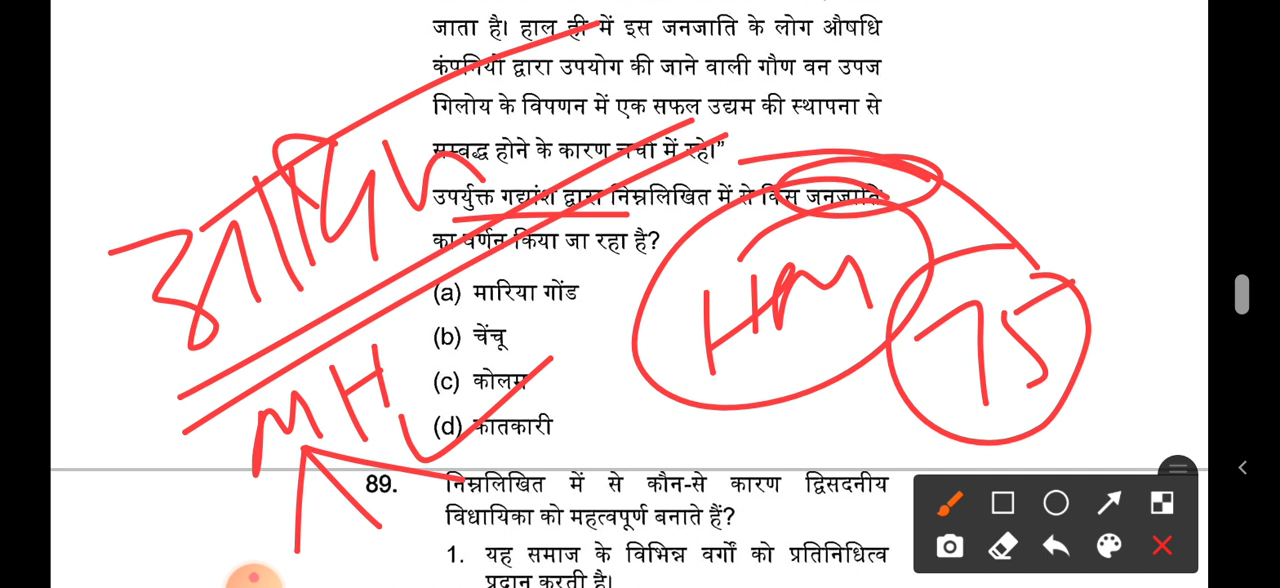 जाता है। हाल ही में इस जनजाति के लोग औषधि
कंपनियों द्वारा उपयोग की जाने वाली गौण वन उपज
गिलोय के विपणन में एक सफल उद्यम की स्थापना से
सम्बद्ध होने के कारण चर्चा में रहे।”
उपर्युक्त गद्यांश द्वारा निम्नलिखित में से किस जनजाति
का वर्णन किया जा रहा है?
(a) मारिया गोंड
(b) चेंचू
(c) कोलम
(d) कातकारी
MH
75
89. निम्नलिखित में से कौन-से कारण द्विसदनीय
विधायिका को महत्वपूर्ण बनाते हैं?
1. यह समाज के विभिन्न वर्गों को प्रतिनिधित्व
प्रदान करती है।